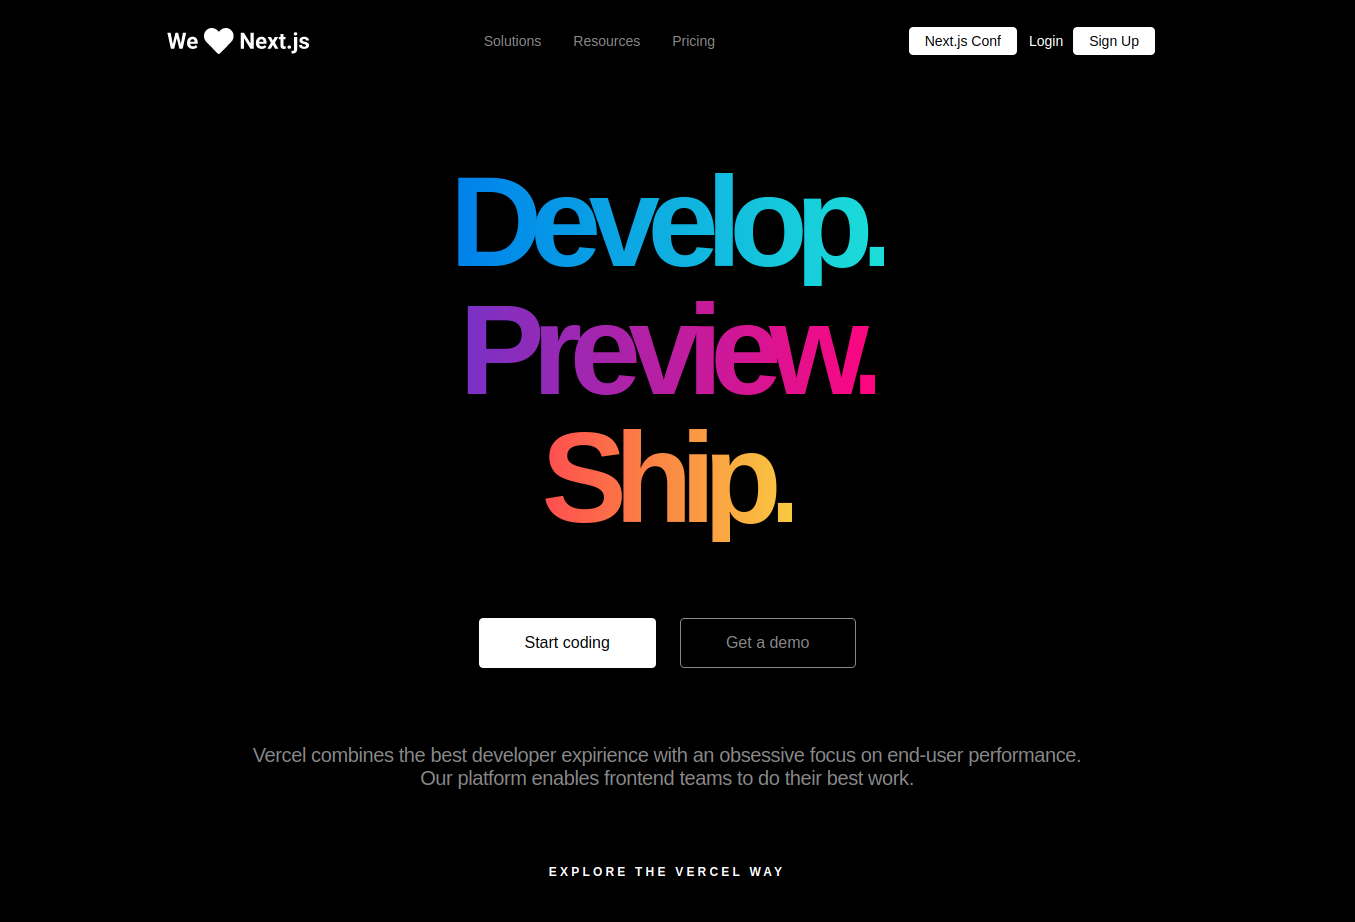 We Next.js
Solutions Resources Pricing
Next.js Conf Login Sign Up
Develop.
Preview.
Ship.
Start coding Get a demo
Vercel combines the best developer expirience with an obsessive focus on end-user performance.
Our platform enables frontend teams to do their best work.
EXPLORE THE VERCEL WAY